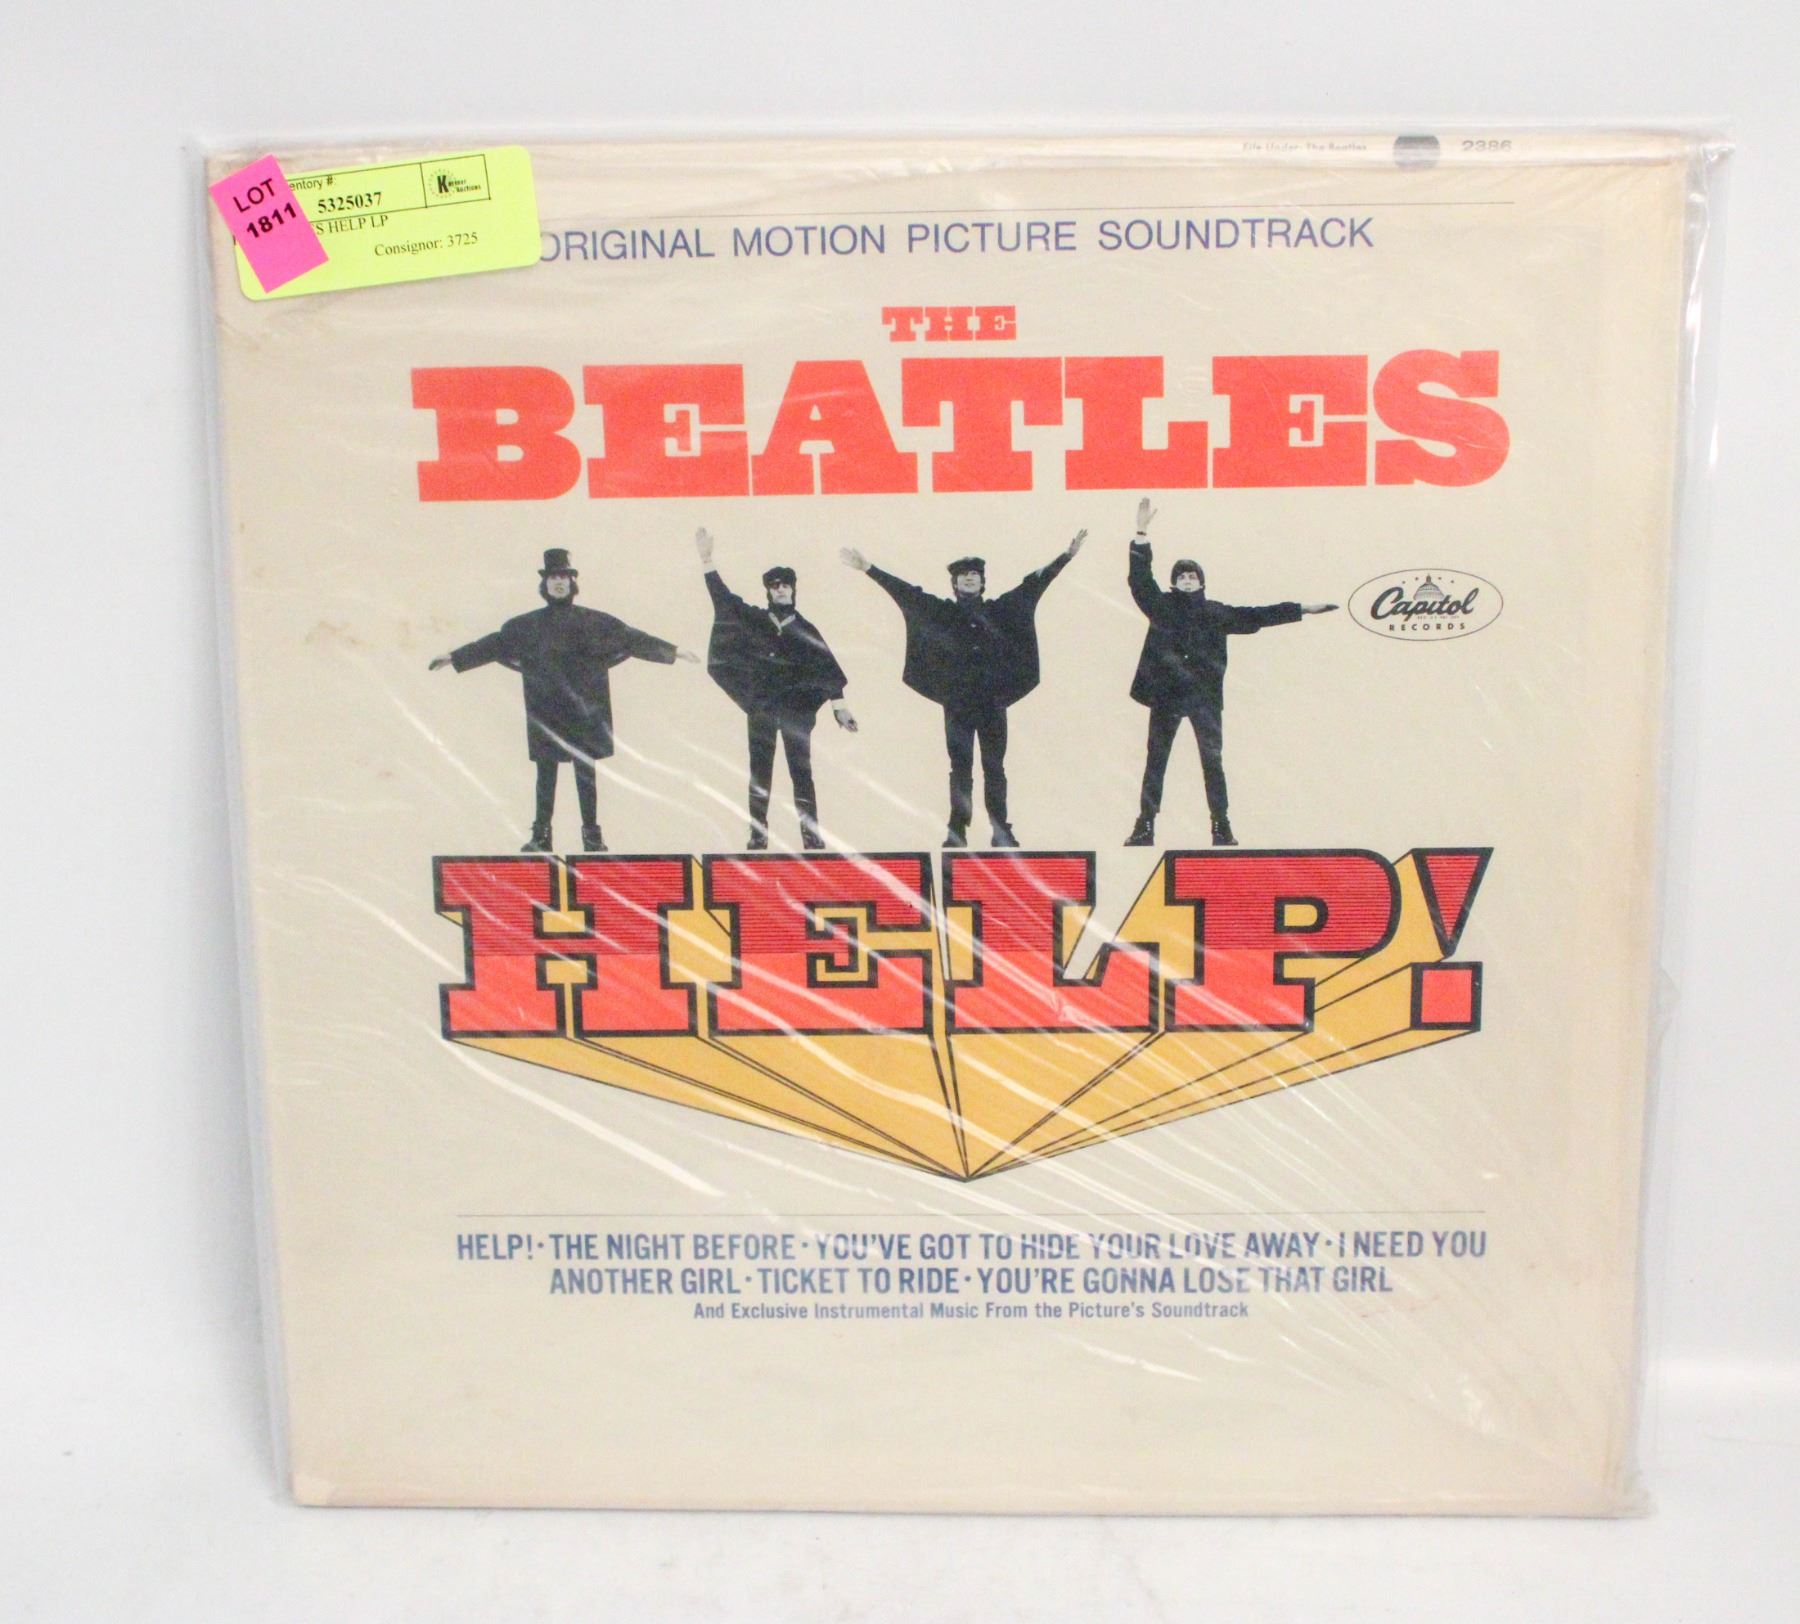 File Under: The Beatles 2386
LOT
1811
entory #:
5325037
S HELP LP
Consignor: 3725
ORIGINAL MOTION PICTURE SOUNDTRACK
THE
BEATLES
Capitol
RECORDS
HELP!
HELP! · THE NIGHT BEFORE · YOU'VE GOT TO HIDE YOUR LOVE AWAY · I NEED YOU
ANOTHER GIRL · TICKET TO RIDE · YOU'RE GONNA LOSE THAT GIRL
And Exclusive Instrumental Music From the Picture's Soundtrack